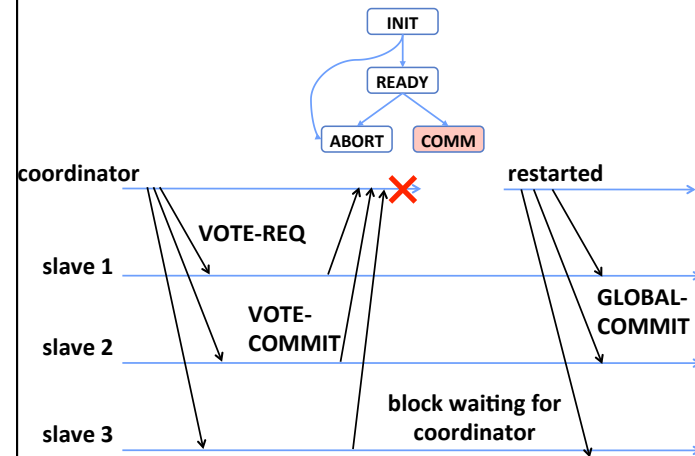 INIT
READY
ABORT COMM
coordinator
restarted
VOTE-REQ
slave 1
GLOBAL-
COMMIT
VOTE-
COMMIT
slave 2
block waiting for
coordinator
slave 3